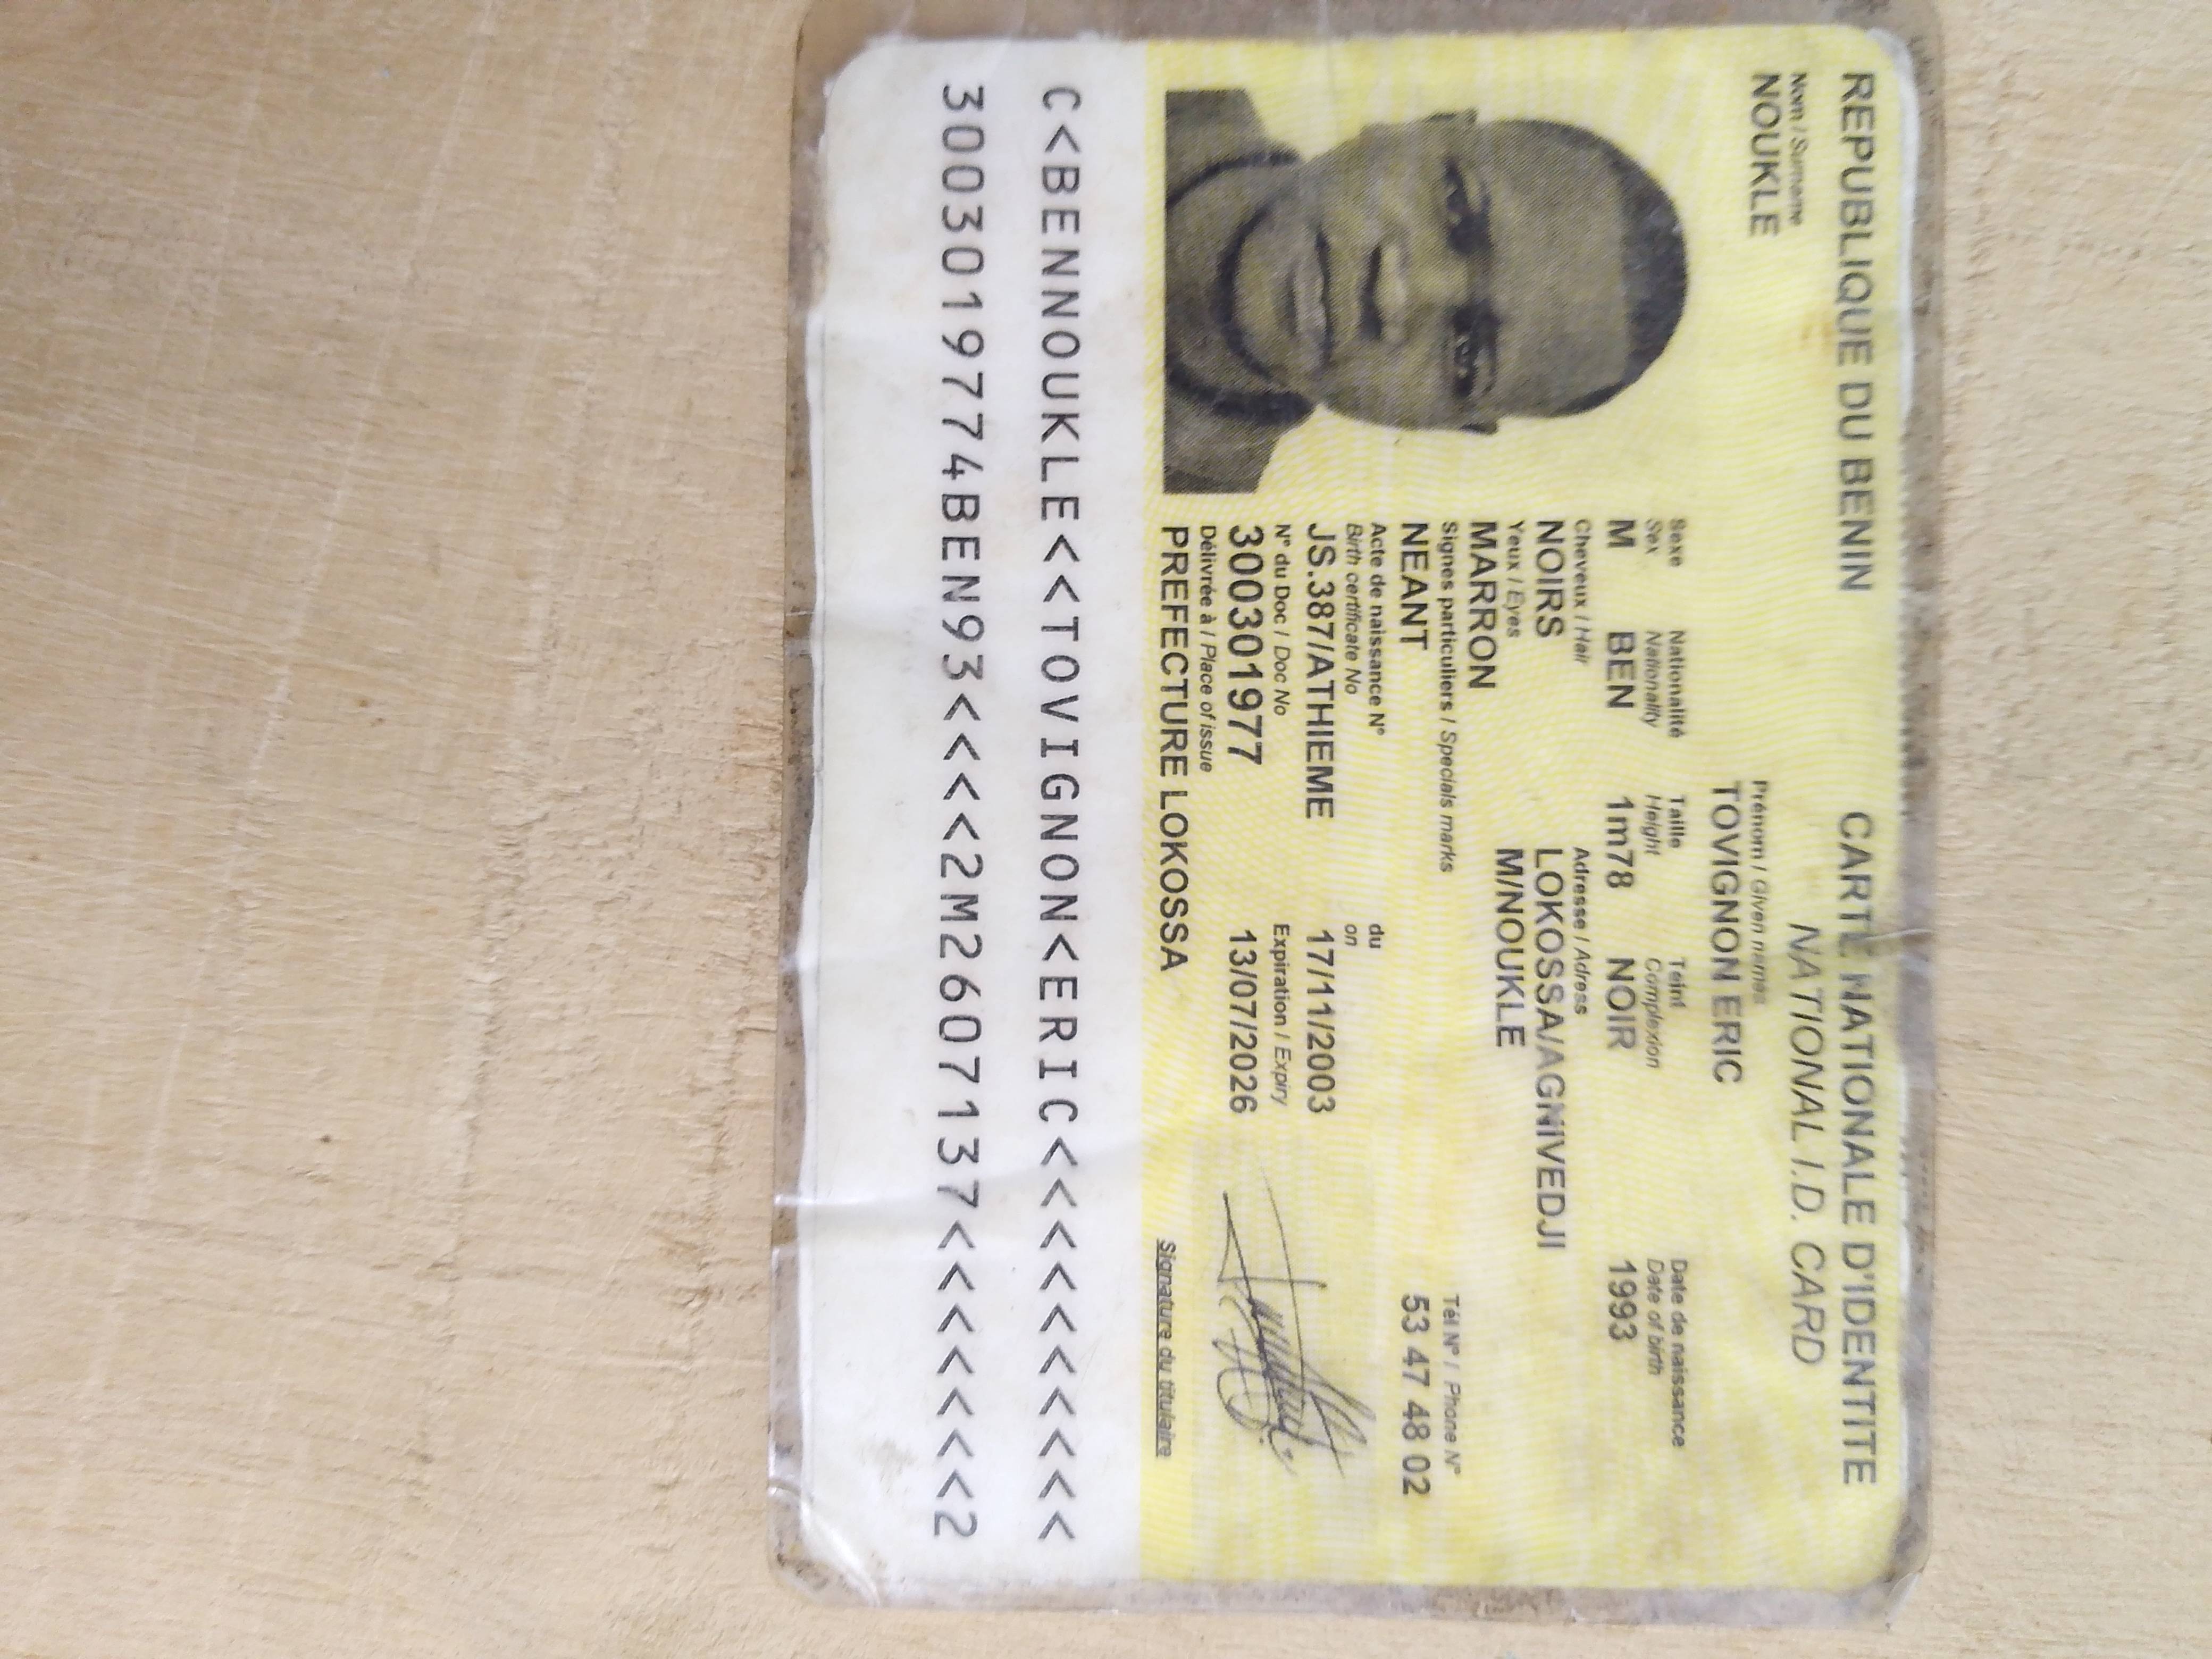 REPUBLIQUE DU BENIN
CARTE NATIONALE D'IDENTITE
NATIONAL I.D. CARD
Nom / Surname
NOUKLE
Prénom / Given names
TOVIGNON ERIC
Sexe Nationalité Taille Teint Date de naissance
Sex Nationality Height Complexion Date of birth
M BEN 1m78 NOIR 1993
Cheveux / Hair Adresse / Adress
NOIRS LOKOSSA/AGNIVEDJI
Yeux / Eyes M/NOUKLE
MARRON
Signes particuliers / Specials marks Tél N° / Phone N°
NEANT 53 47 48 02
Acte de naissance N° du
Birth certificate No on
JS.387/ATHIEME 17/11/2003
N° du Doc / Doc No Expiration / Expiry
300301977 13/07/2026
Délivrée à / Place of issue
PREFECTURE LOKOSSA
Signature du titulaire
C<BENNOUKLE<<TOVIGNON<ERIC<<<<<<<<<<
3003019774BEN93<<<<2M2607137<<<<<<<2